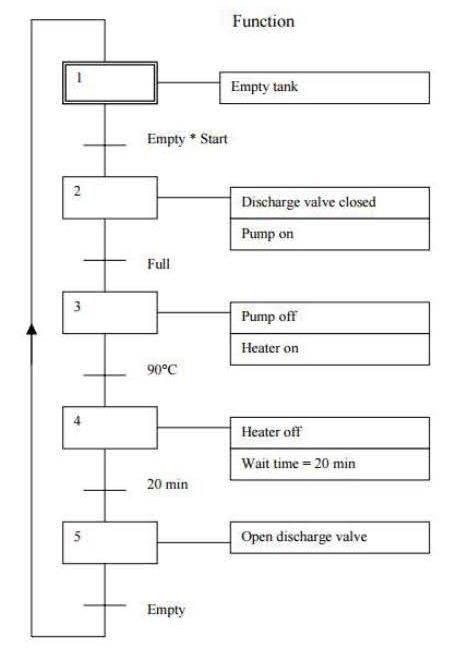 Function
1
Empty tank
Empty * Start
2
Discharge valve closed
Pump on
Full
3
Pump off
Heater on
90°C
4
Heater off
Wait time = 20 min
20 min
5
Open discharge valve
Empty